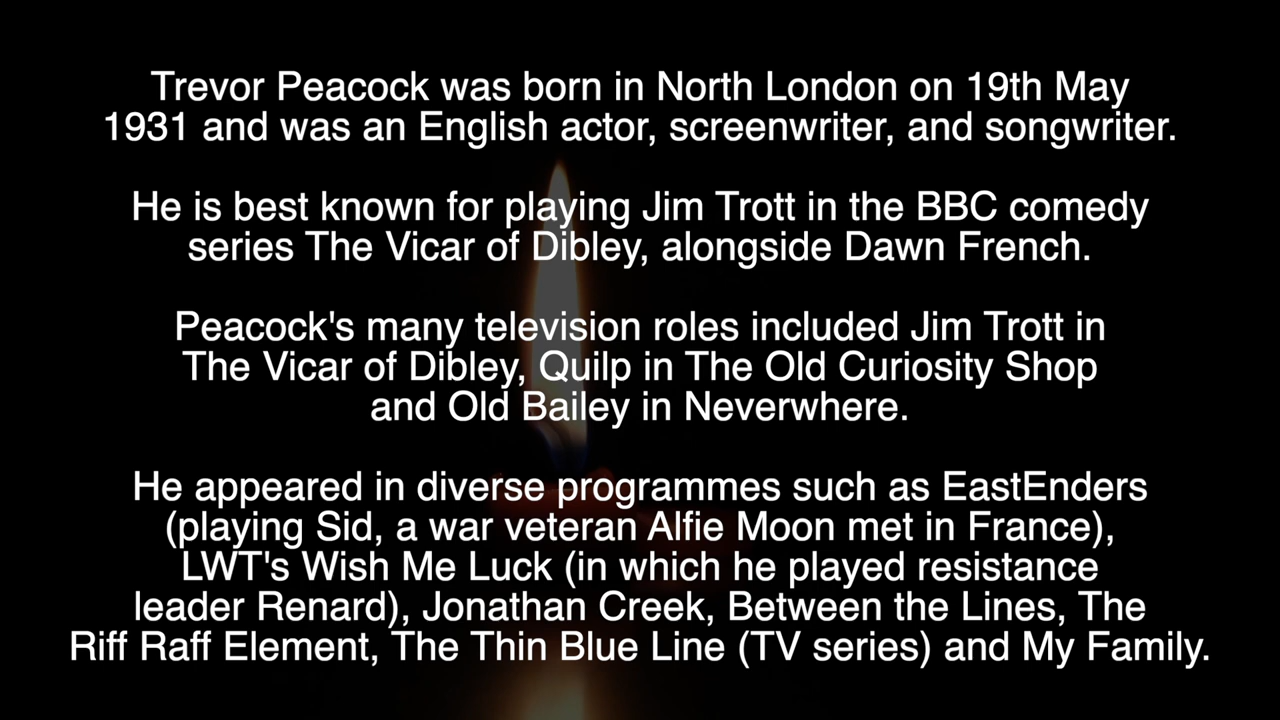 Trevor Peacock was born in North London on 19th May
1931 and was an English actor, screenwriter, and songwriter.
He is best known for playing Jim Trott in the BBC comedy
series The Vicar of Dibley, alongside Dawn French.
Peacock's many television roles included Jim Trott in
The Vicar of Dibley, Quilp in The Old Curiosity Shop
and Old Bailey in Neverwhere.
He appeared in diverse programmes such as EastEnders
(playing Sid, a war veteran Alfie Moon met in France),
LWT's Wish Me Luck (in which he played resistance
leader Renard), Jonathan Creek, Between the Lines, The
Riff Raff Element, The Thin Blue Line (TV series) and My Family.